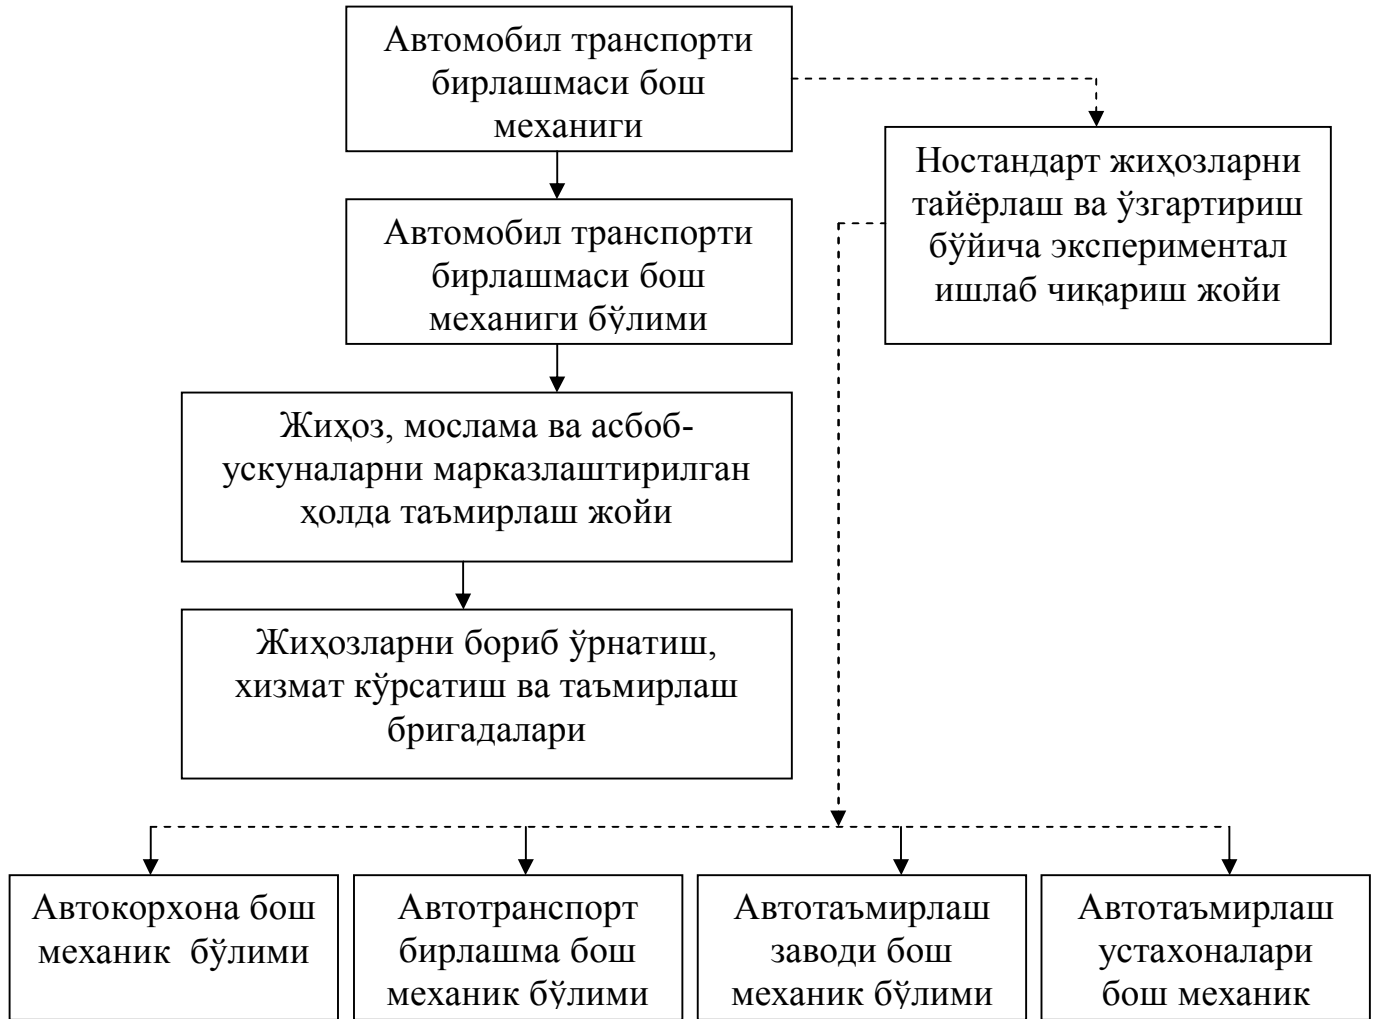 Автомобил транспорти
бирлашмаси бош
механиги
Ностандарт жиҳозларни
тайёрлаш ва ўзгартириш
бўйича экспериментал
ишлаб чиқариш жойи
Автомобил транспорти
бирлашмаси бош
механиги бўлими
Жиҳоз, мослама ва асбоб-
ускуналарни марказлаштирилган
ҳолда таъмирлаш жойи
Жиҳозларни бориб ўрнатиш,
хизмат кўрсатиш ва таъмирлаш
бригадалари
Автокорхона бош
механик бўлими
Автотранспорт
бирлашма бош
механик бўлими
Автотаъмирлаш
заводи бош
механик бўлими
Автотаъмирлаш
устахоналари
бош механик